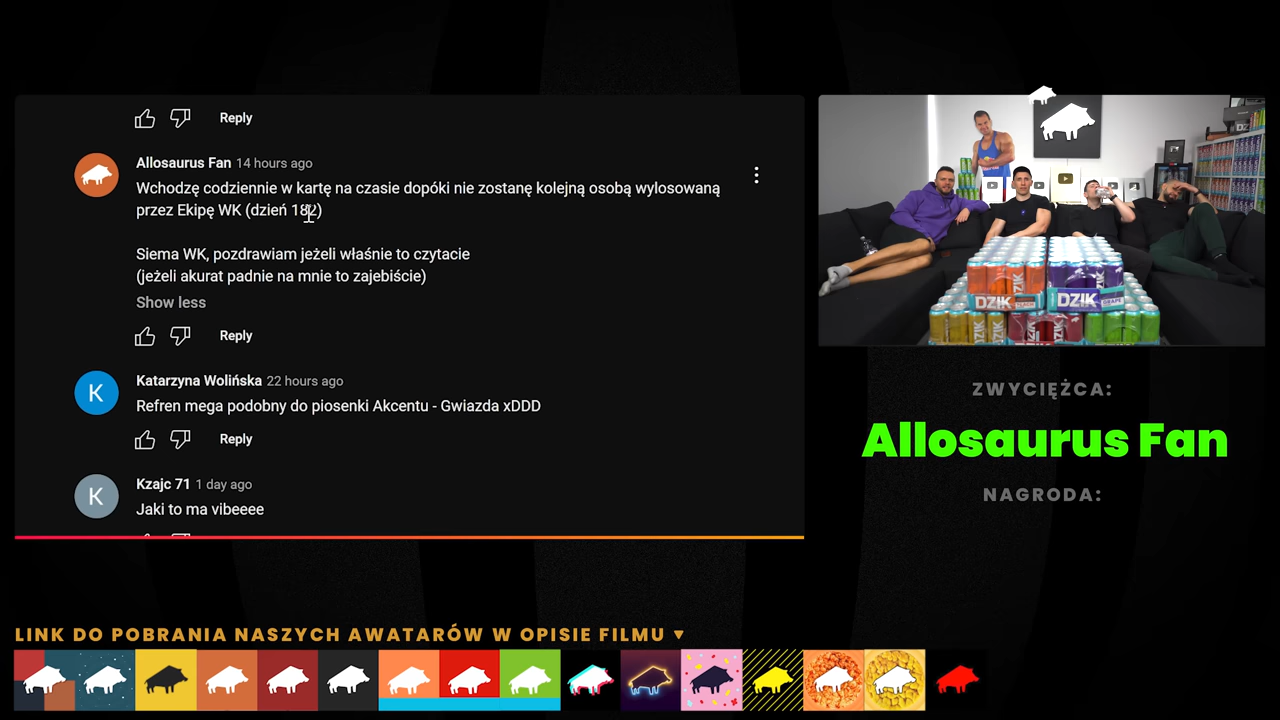 Reply
Allosaurus Fan 14 hours ago
Wchodzę codziennie w kartę na czasie dopóki nie zostanę kolejną osobą wylosowaną
przez Ekipę WK (dzień 182)
Siema WK, pozdrawiam jeżeli właśnie to czytacie
(jeżeli akurat padnie na mnie to zajebiście)
Show less
Reply
K
Katarzyna Wolińska 22 hours ago
Refren mega podobny do piosenki Akcentu - Gwiazda xDDD
Reply
K
Kzajc 71 1 day ago
Jaki to ma vibeeee
DZIK
DZIK
ZWYCIĘZCA:
Allosaurus Fan
NAGRODA:
LINK DO POBRANIA NASZYCH AWATARÓW W OPISIE FILMU ▼